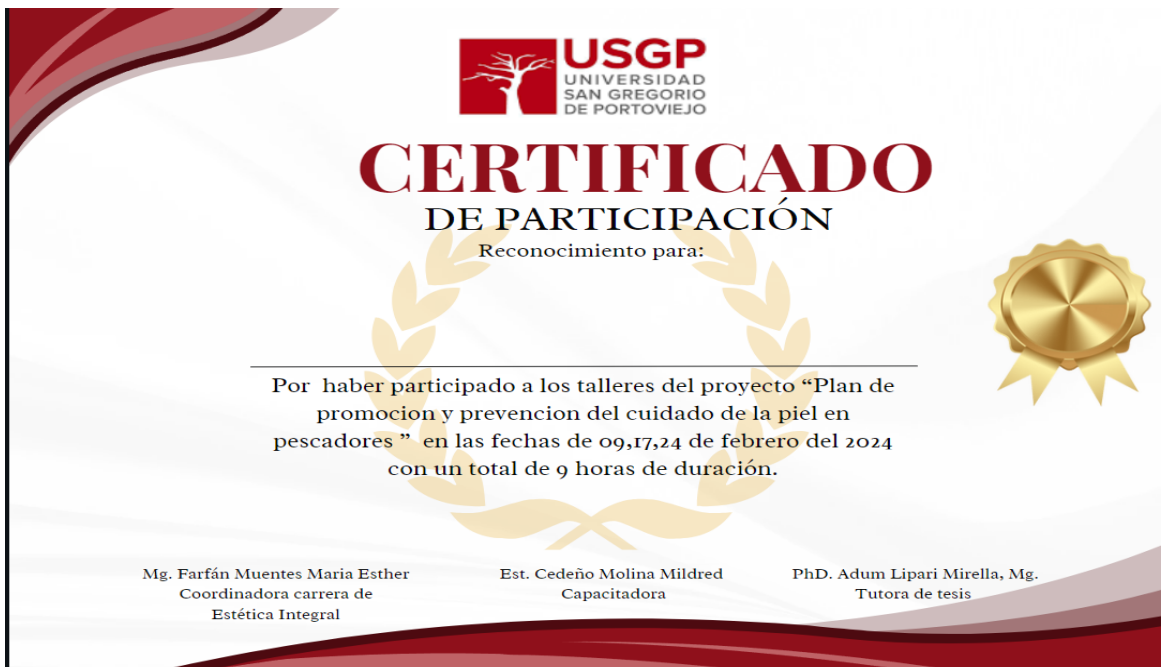 USGP
UNIVERSIDAD
SAN GREGORIO
DE PORTOVIEJO
CERTIFICADO
DE PARTICIPACIÓN
Reconocimiento para:
Por haber participado a los talleres del proyecto “Plan de
promocion y prevencion del cuidado de la piel en
pescadores ” en las fechas de 09,17,24 de febrero del 2024
con un total de 9 horas de duración.
Mg. Farfán Muentes Maria Esther
Coordinadora carrera de
Estética Integral
Est. Cedeño Molina Mildred
Capacitadora
PhD. Adum Lipari Mirella, Mg.
Tutora de tesis